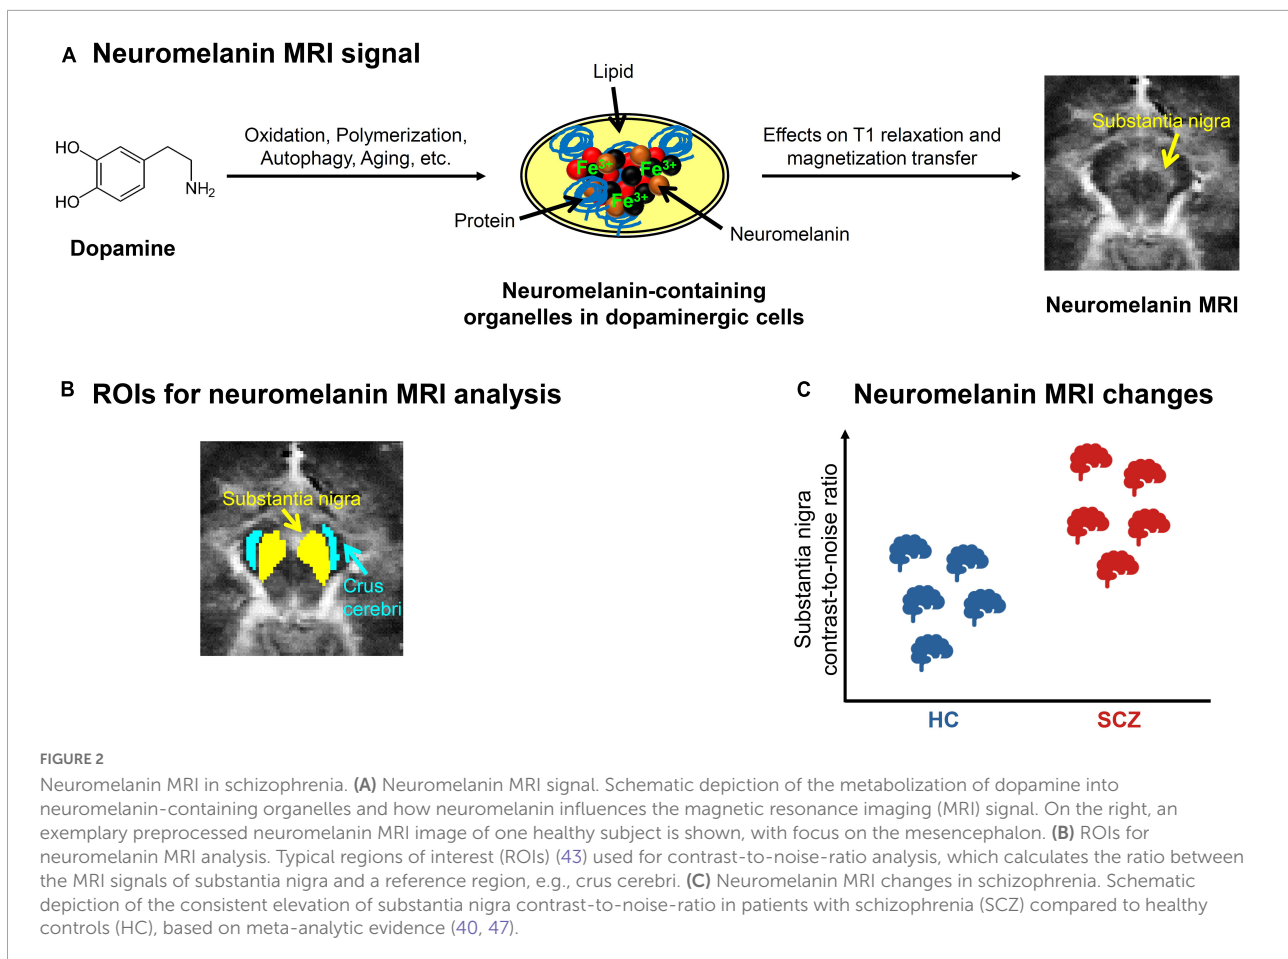 A Neuromelanin MRI signal
Lipid
Oxidation, Polymerization,
Autophagy, Aging, etc.
Effects on T1 relaxation and
magnetization transfer
Substantia nigra
HO
HO
NH2
Fe3+
Fe3+
Fe3+
Protein
Neuromelanin
Dopamine
Neuromelanin-containing
organelles in dopaminergic cells
Neuromelanin MRI
B ROIs for neuromelanin MRI analysis
Substantia nigra
Crus
cerebri
C Neuromelanin MRI changes
Substantia nigra
contrast-to-noise ratio
HC
SCZ
FIGURE 2
Neuromelanin MRI in schizophrenia. (A) Neuromelanin MRI signal. Schematic depiction of the metabolization of dopamine into
neuromelanin-containing organelles and how neuromelanin influences the magnetic resonance imaging (MRI) signal. On the right, an
exemplary preprocessed neuromelanin MRI image of one healthy subject is shown, with focus on the mesencephalon. (B) ROIs for
neuromelanin MRI analysis. Typical regions of interest (ROIs) (43) used for contrast-to-noise-ratio analysis, which calculates the ratio between
the MRI signals of substantia nigra and a reference region, e.g., crus cerebri. (C) Neuromelanin MRI changes in schizophrenia. Schematic
depiction of the consistent elevation of substantia nigra contrast-to-noise-ratio in patients with schizophrenia (SCZ) compared to healthy
controls (HC), based on meta-analytic evidence (40, 47).